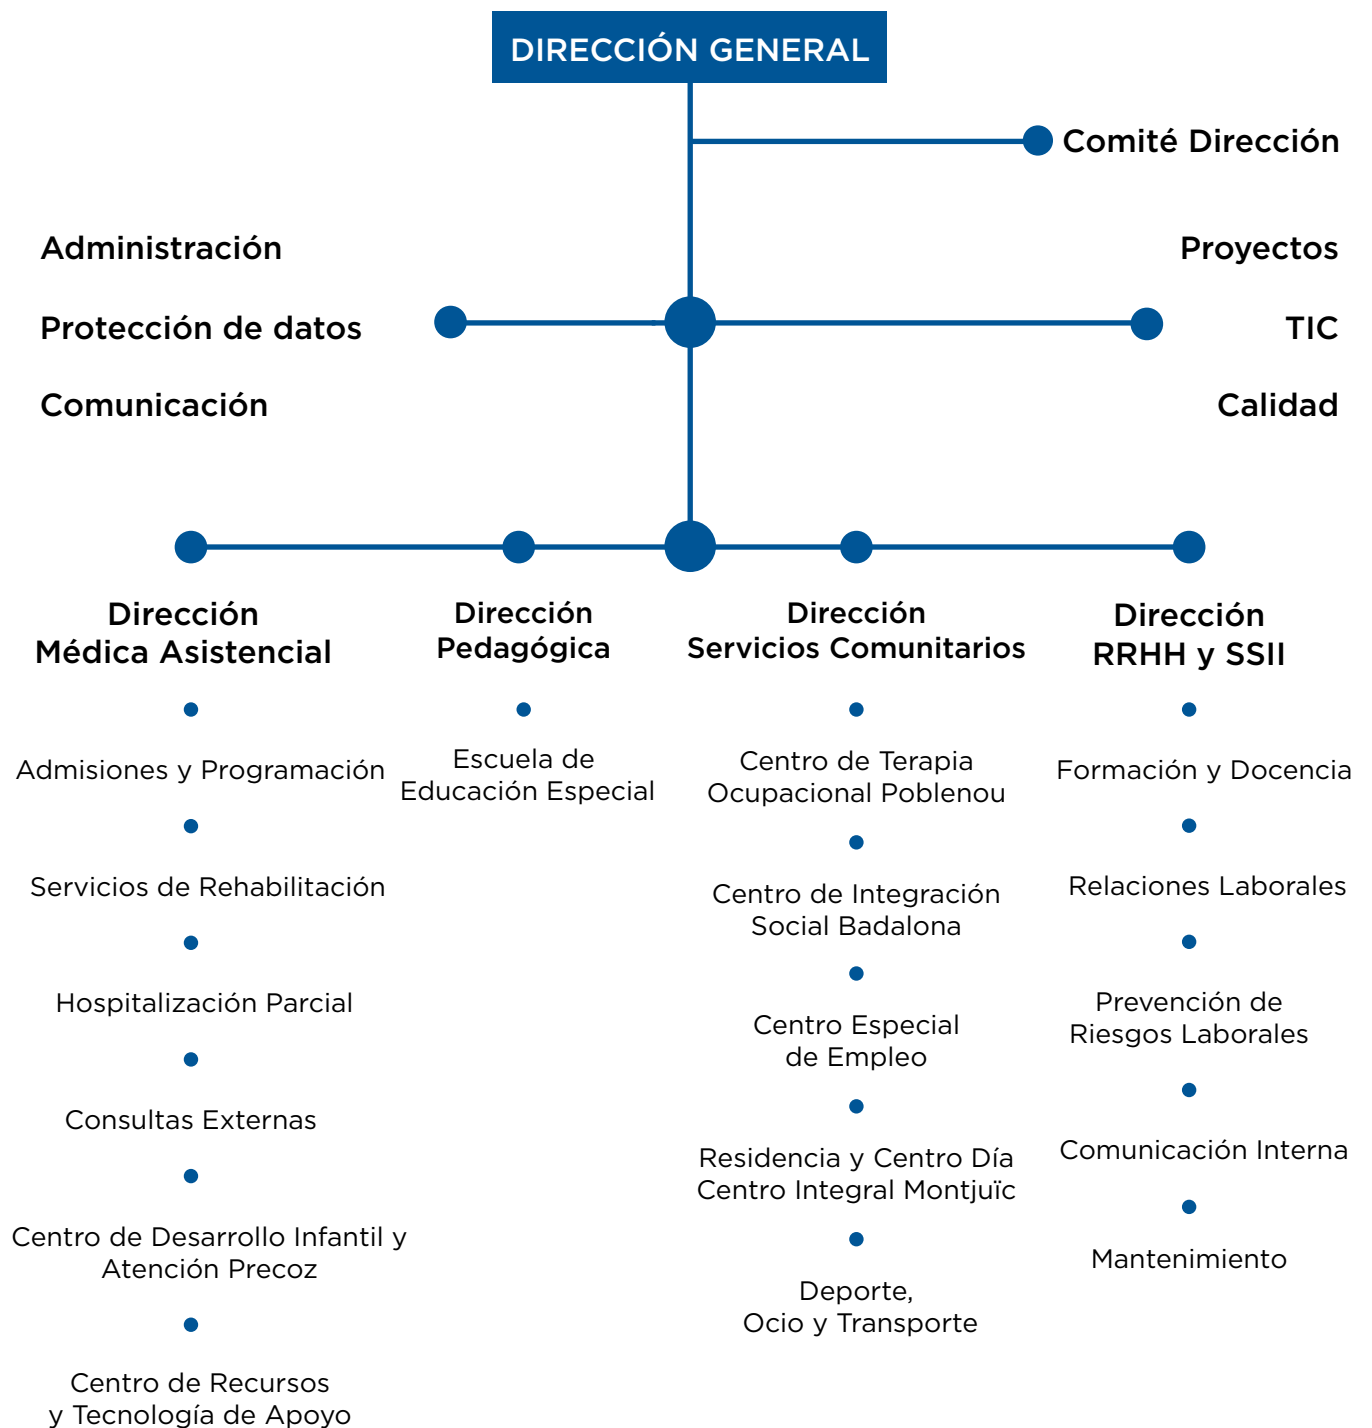 DIRECCIÓN GENERAL
Comité Dirección
Administración
Protección de datos
Comunicación
Proyectos
TIC
Calidad
Dirección
Médica Asistencial
Admisiones y Programación
Servicios de Rehabilitación
Hospitalización Parcial
Consultas Externas
Centro de Desarrollo Infantil y
Atención Precoz
Centro de Recursos
y Tecnología de Apoyo
Dirección
Pedagógica
Escuela de
Educación Especial
Dirección
Servicios Comunitarios
Centro de Terapia
Ocupacional Poblenou
Centro de Integración
Social Badalona
Centro Especial
de Empleo
Residencia y Centro Día
Centro Integral Montjuïc
Deporte,
Ocio y Transporte
Dirección
RRHH y SSII
Formación y Docencia
Relaciones Laborales
Prevención de
Riesgos Laborales
Comunicación Interna
Mantenimiento